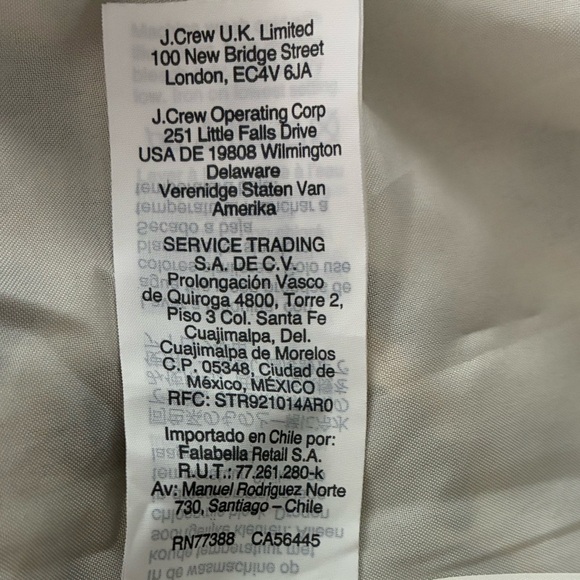 J.Crew U.K. Limited
100 New Bridge Street
London, EC4V 6JA
J.Crew Operating Corp
251 Little Falls Drive
USA DE 19808 Wilmington
Delaware
Verenidge Staten Van
Amerika
SERVICE TRADING
S.A. DE C.V.
Prolongación Vasco
de Quiroga 4800, Torre 2,
Piso 3 Col. Santa Fe
Cuajimalpa, Del.
Cuajimalpa de Morelos
C.P. 05348, Ciudad de
México, MÉXICO
RFC: STR921014AR0
Importado en Chile por:
Falabella Retail S.A.
R.U.T.: 77.261.280-k
Av: Manuel Rodriguez Norte
730, Santiago – Chile
RN77388 CA56445